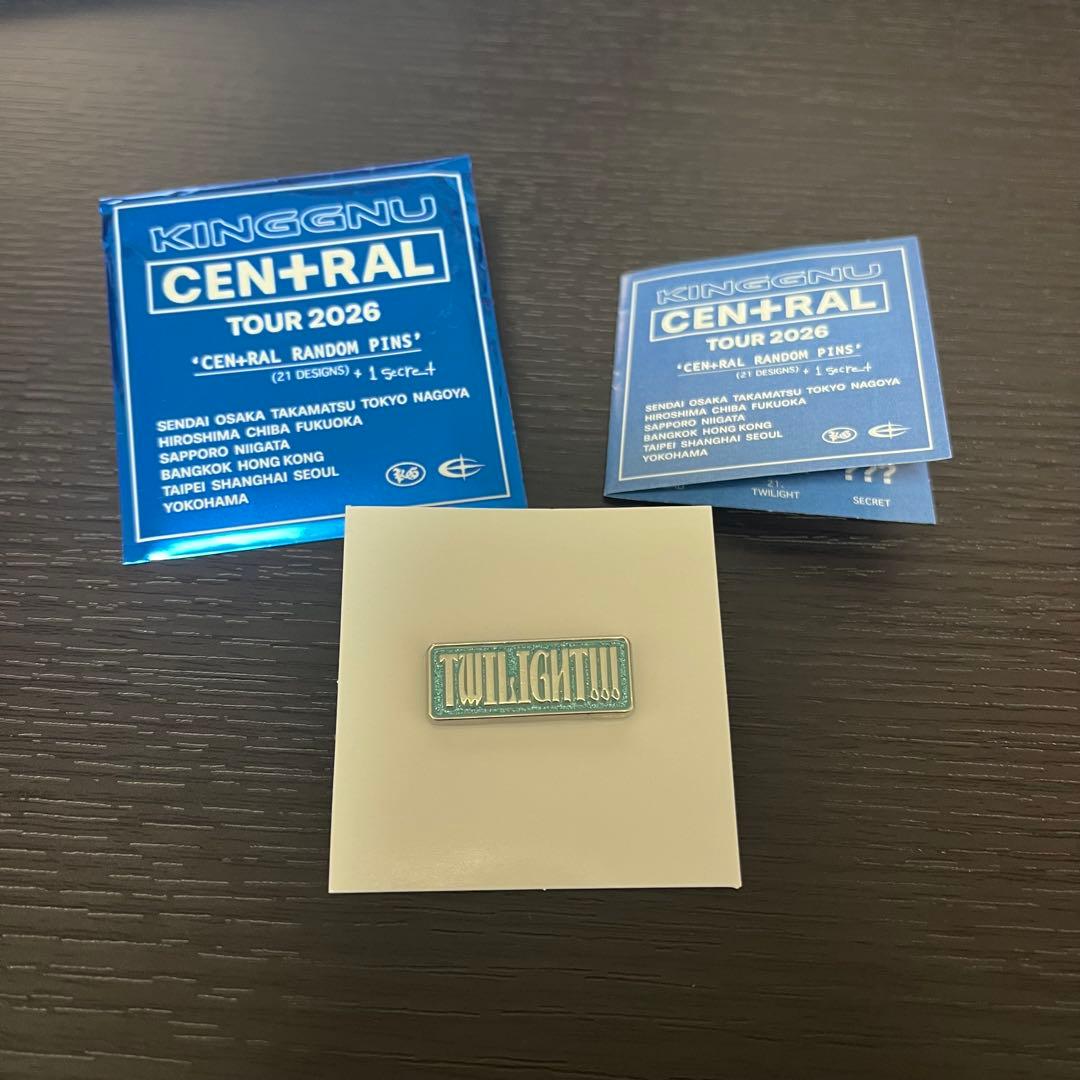 KINGGNU
CEN+RAL
TOUR 2026
'CEN+RAL RANDOM PINS'
(21 DESIGNS) + 1 secret
SENDAI OSAKA TAKAMATSU TOKYO NAGOYA
HIROSHIMA CHIBA FUKUOKA
SAPPORO NIIGATA
BANGKOK HONG KONG
TAIPEI SHANGHAI SEOUL
YOKOHAMA
KINGGNU
CEN+RAL
TOUR 2026
'CEN+RAL RANDOM PINS'
(21 DESIGNS) + 1 secret
SENDAI OSAKA TAKAMATSU TOKYO NAGOYA
HIROSHIMA CHIBA FUKUOKA
SAPPORO NIIGATA
BANGKOK HONG KONG
TAIPEI SHANGHAI SEOUL
YOKOHAMA
???
21.
TWILIGHT
SECRET
TWILIGHT!!!